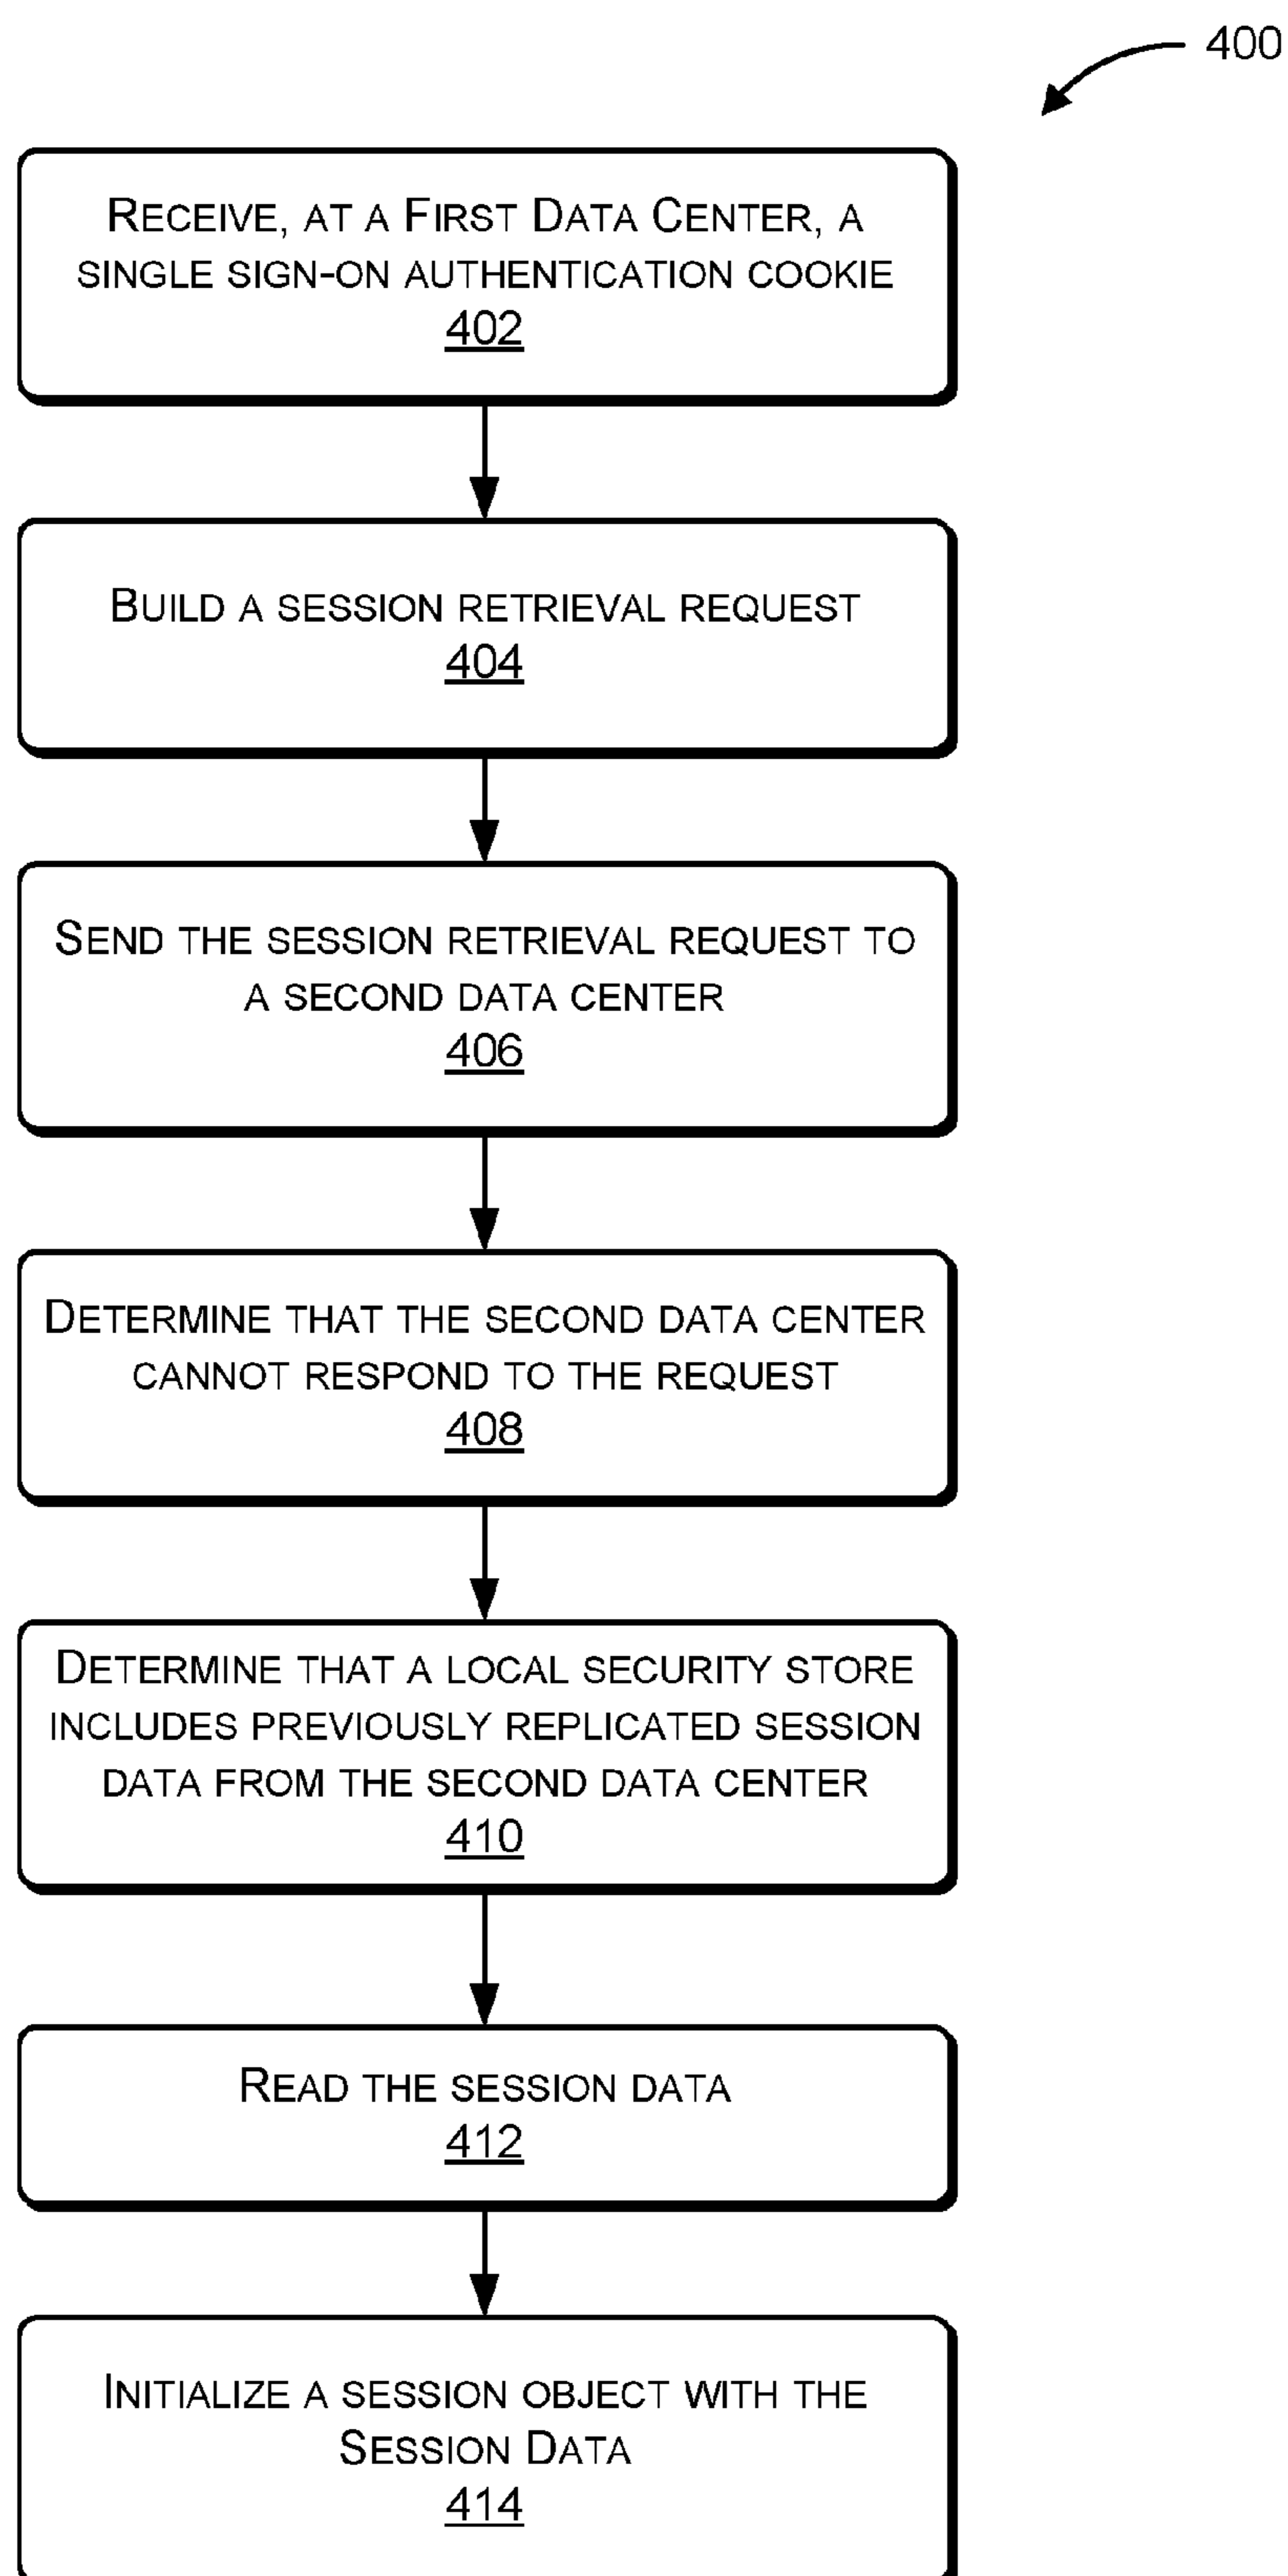 400
RECEIVE, AT A FIRST DATA CENTER, A
SINGLE SIGN-ON AUTHENTICATION COOKIE
402
BUILD A SESSION RETRIEVAL REQUEST
404
SEND THE SESSION RETRIEVAL REQUEST TO
A SECOND DATA CENTER
406
DETERMINE THAT THE SECOND DATA CENTER
CANNOT RESPOND TO THE REQUEST
408
DETERMINE THAT A LOCAL SECURITY STORE
INCLUDES PREVIOUSLY REPLICATED SESSION
DATA FROM THE SECOND DATA CENTER
410
READ THE SESSION DATA
412
INITIALIZE A SESSION OBJECT WITH THE
SESSION DATA
414